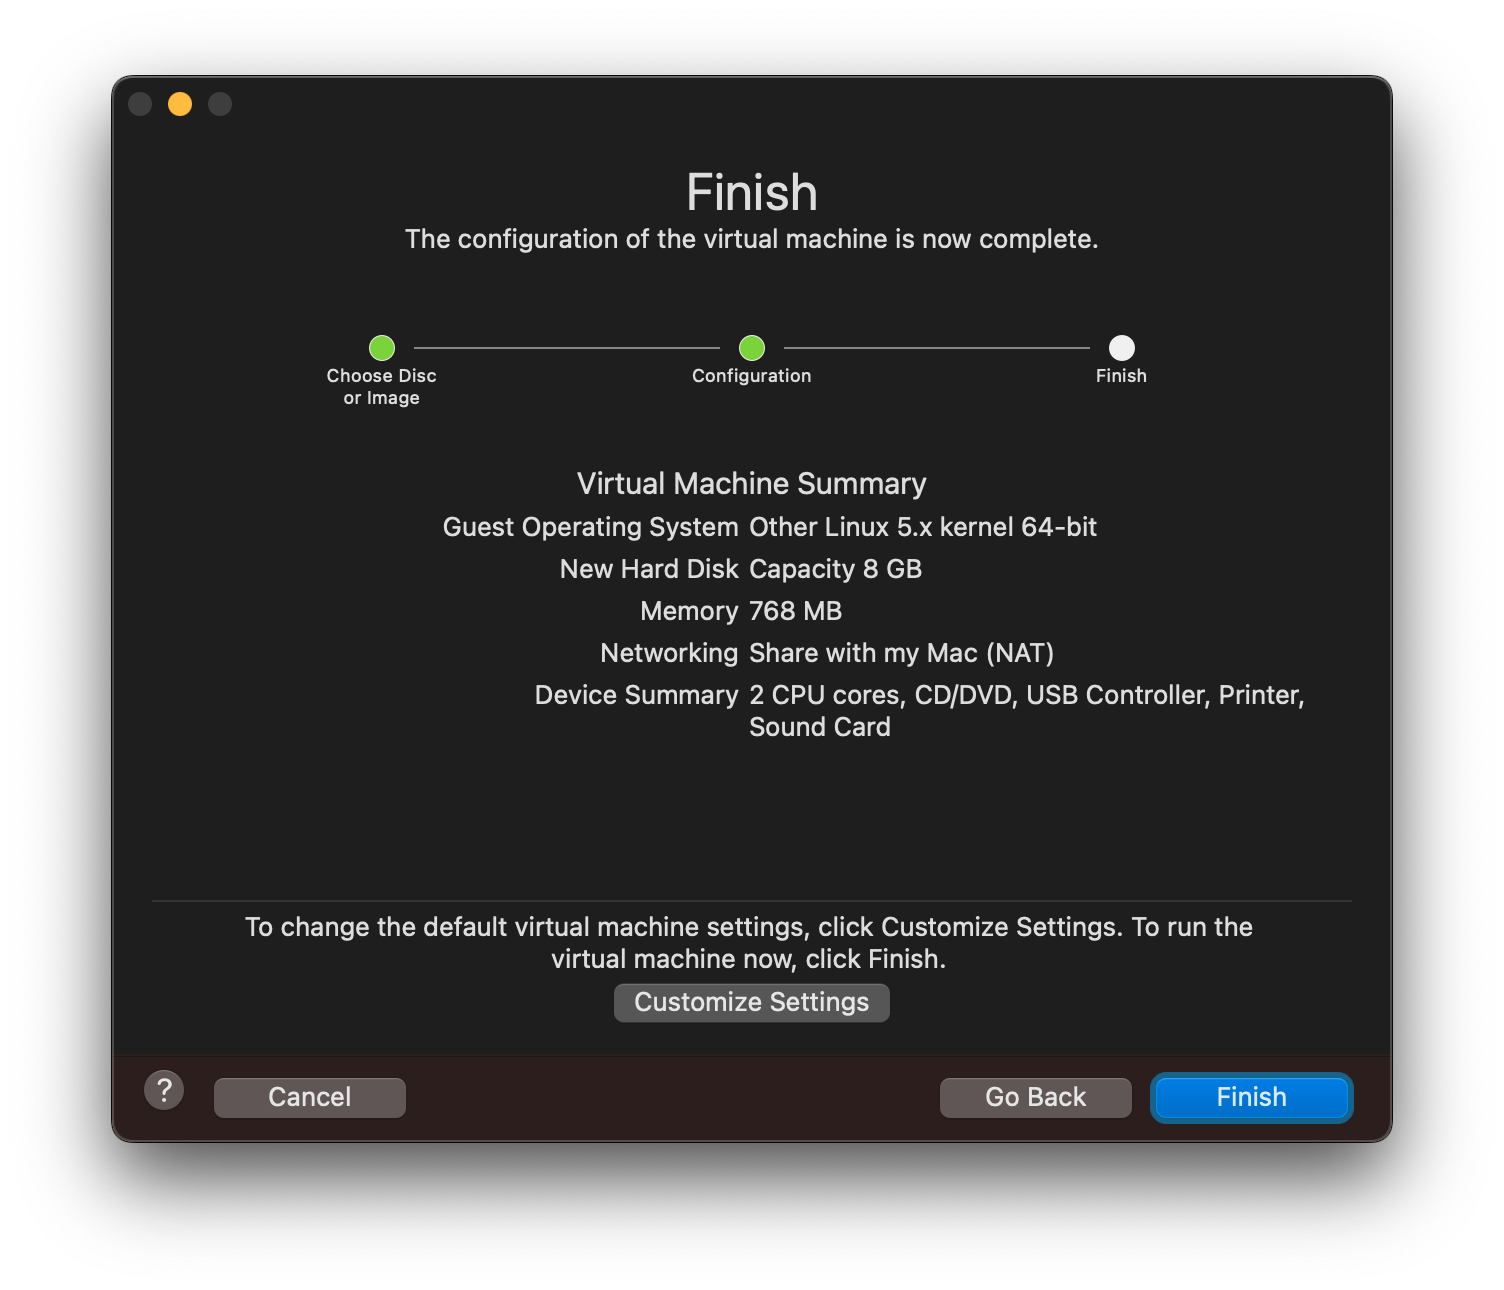 Finish
The configuration of the virtual machine is now complete.
Choose Disc
or Image
Configuration
Finish
Virtual Machine Summary
Guest Operating System Other Linux 5.x kernel 64-bit
New Hard Disk Capacity 8 GB
Memory 768 MB
Networking Share with my Mac (NAT)
Device Summary 2 CPU cores, CD/DVD, USB Controller, Printer,
Sound Card
To change the default virtual machine settings, click Customize Settings. To run the
virtual machine now, click Finish.
Customize Settings
?
Cancel
Go Back
Finish